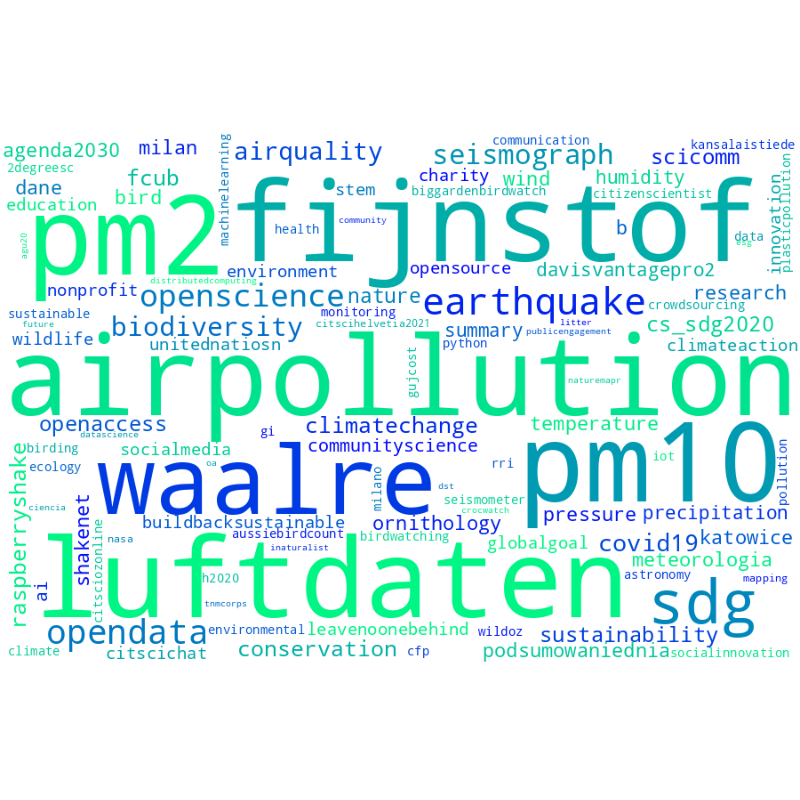 communication
kansalaistiede
agenda2030
milan
machinelearning
airquality
seismograph
scicomm
2degreesc
charity
wind
humidity
innovation
plasticpollution
dane
fcub
stem
biggardenbirdwatch
citizenscientist
education
bird
pm2
fijnstof
community
health
b
data
esg
agu20
environment
opensource
davisvantagepro2
distributedcomputing
nonprofit
openscience
nature
earthquake
research
crowdsourcing
sustainable
future
biodiversity
monitoring
citscihelvetia2021
summary
litter
publicengagement
cs_sdg2020
wildlife
unitednatiosn
python
climateaction
airpollution
gujcost
naturemapr
openaccess
datascience
gi
climatechange
temperature
birding
socialmedia
communityscience
raspberryshake
ecology
waalre
oa
milano
rri
pm10
iot
pollution
dst
seismometer
ciencia
shakenet
citsciozonline
buildbacksustainable
ornithology
crocwatch
pressure
precipitation
nasa
aussiebirdcount
birdwatching
globalgoal
covid19
katowice
inaturalist
meteorologia
ai
h2020
luftdaten
astronomy
mapping
tnmcorps
sdg
opendata
environmental
leavenoonebehind
wildoz
sustainability
climate
citscichat
conservation
cfp
podsumowaniednia
socialinnovation